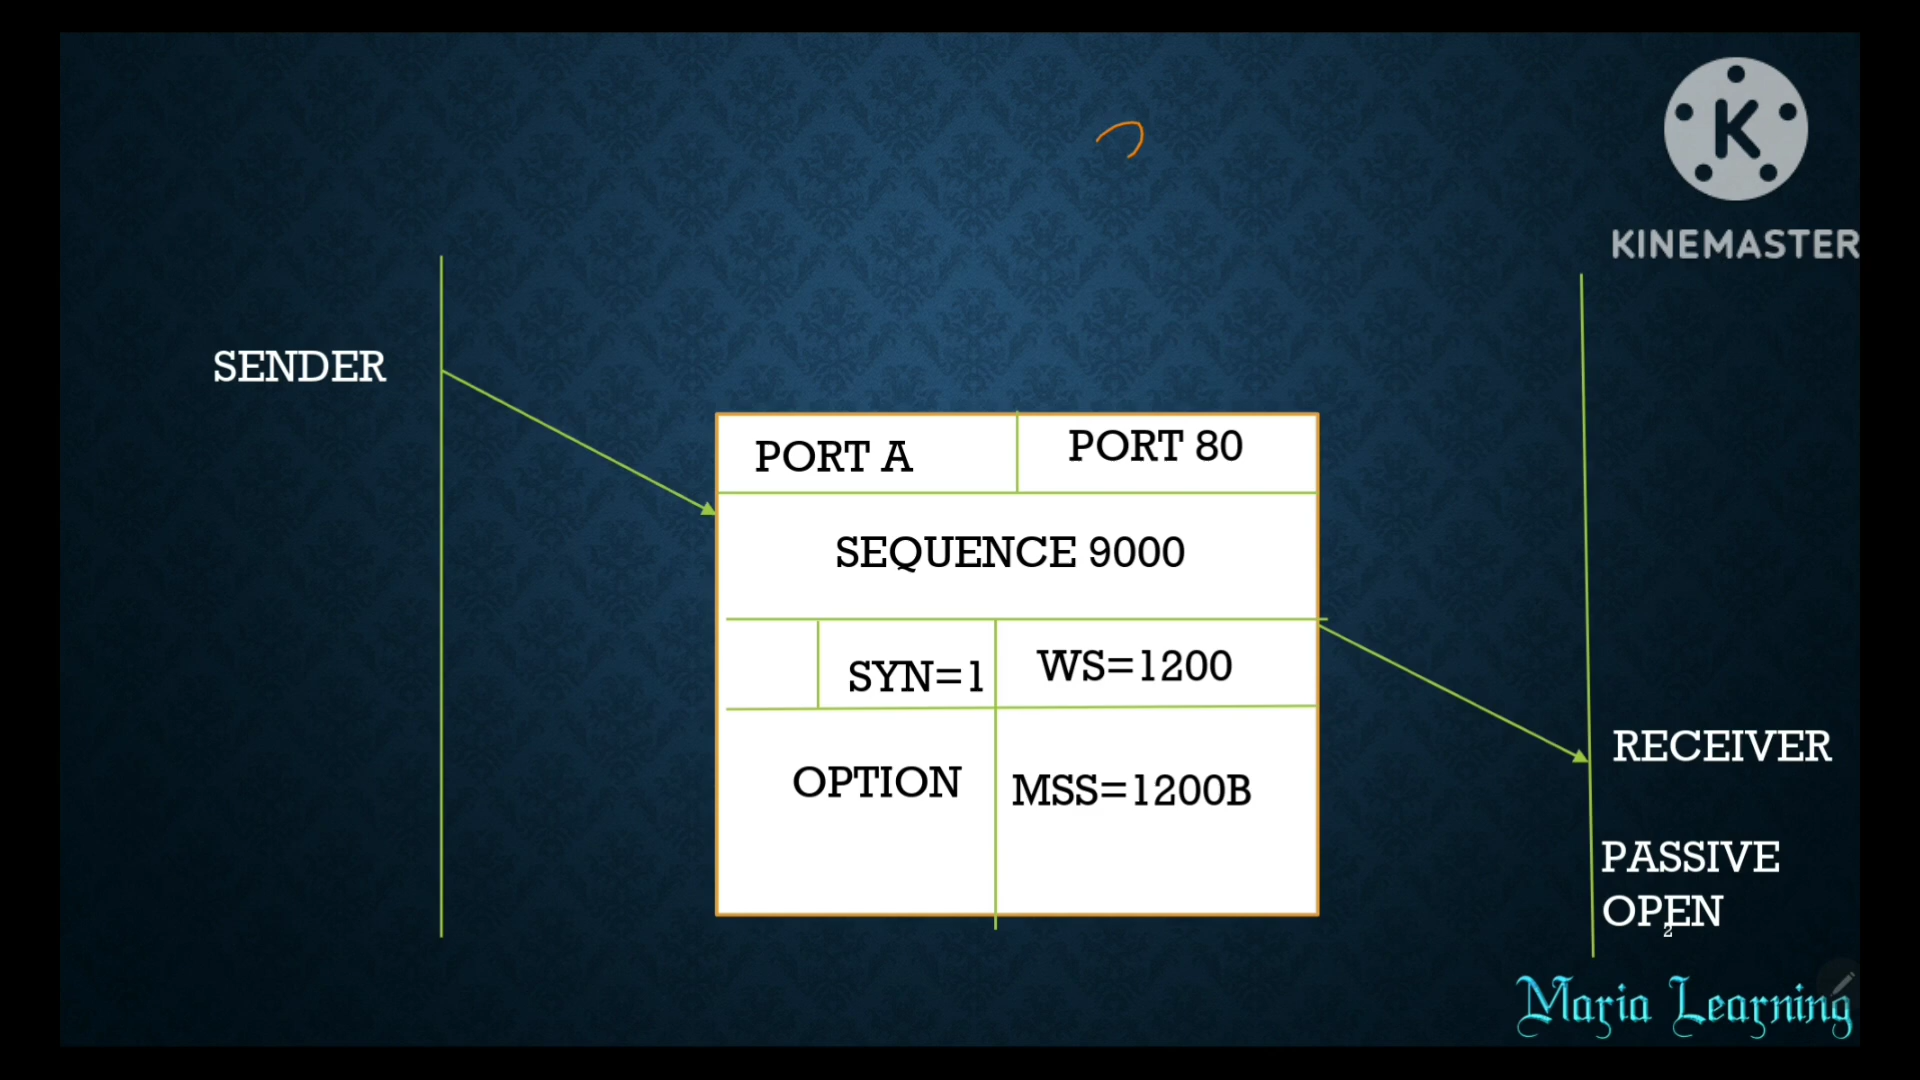 K
KINEMASTER
SENDER
PORT A
PORT 80
SEQUENCE 9000
SYN=1
WS=1200
OPTION
MSS=1200B
RECEIVER
PASSIVE
OPEN
2
Maria Learning